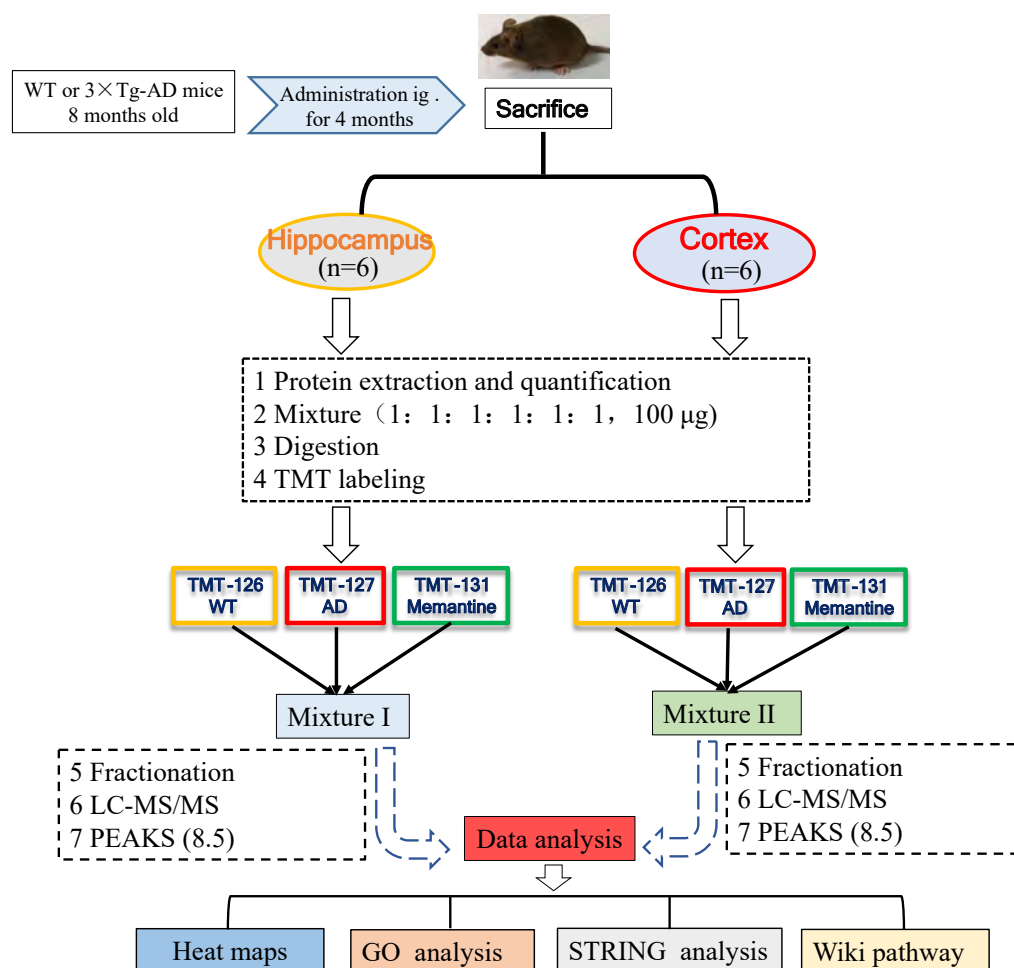 WT or 3×Tg-AD mice
8 months old
Administration ig .
for 4 months
Sacrifice
Hippocampus
(n=6)
Cortex
(n=6)
1 Protein extraction and quantification
2 Mixture（1：1：1：1：1：1，100 μg)
3 Digestion
4 TMT labeling
TMT-126
WT
TMT-127
AD
TMT-131
Memantine
TMT-126
WT
TMT-127
AD
TMT-131
Memantine
Mixture I
Mixture II
5 Fractionation
6 LC-MS/MS
7 PEAKS (8.5)
5 Fractionation
6 LC-MS/MS
7 PEAKS (8.5)
Data analysis
Heat maps
GO analysis
STRING analysis
Wiki pathway